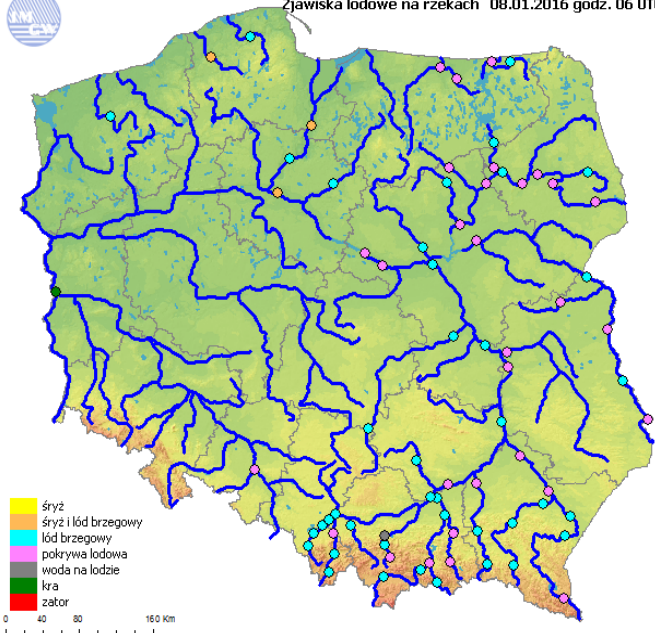 Zjawiska lodowe na rzekach 08.01.2016 godz. 06 UT
śryż
śryż i lód brzegowy
lód brzegowy
pokrywa lodowa
woda na lodzie
kra
zator
0 40 80 160 Km